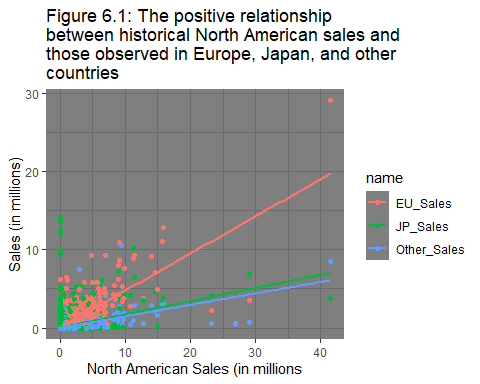 Figure 6.1: The positive relationship
between historical North American sales and
those observed in Europe, Japan, and other
countries
30
20
10
0
Sales (in millions)
0 10 20 30 40
North American Sales (in millions
name
EU_Sales
JP_Sales
Other_Sales